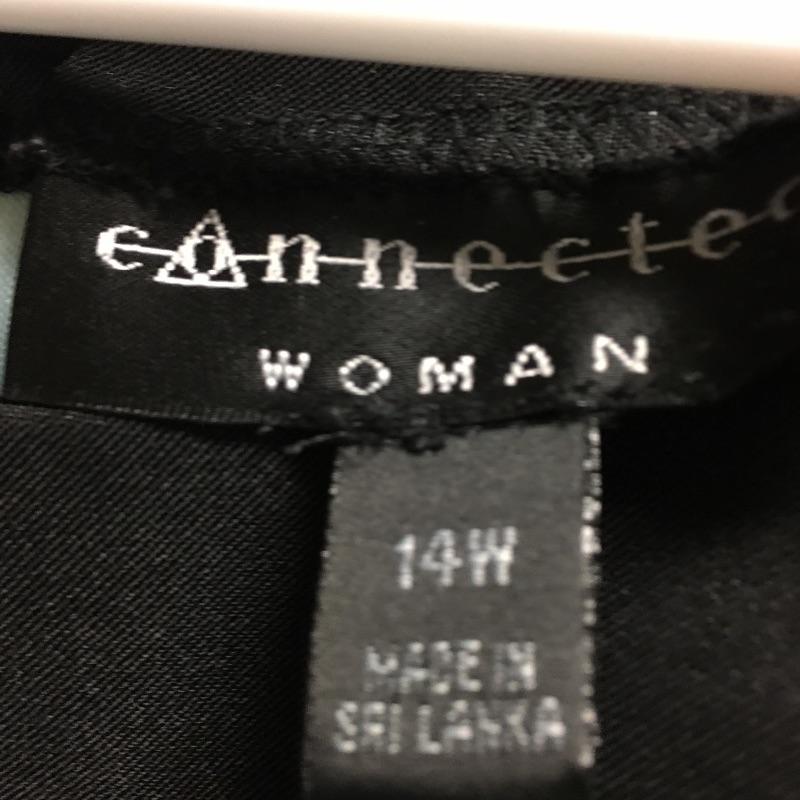 connected
WOMAN
14W
MADE IN
SRI LANKA